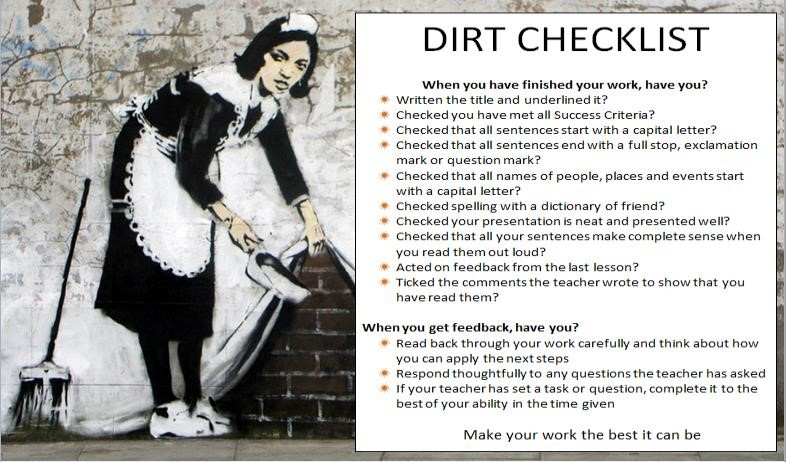 DIRT CHECKLIST
When you have finished your work, have you?
Written the title and underlined it?
Checked you have met all Success Criteria?
Checked that all sentences start with a capital letter?
Checked that all sentences end with a full stop, exclamation
mark or question mark?
Checked that all names of people, places and events start
with a capital letter?
Checked spelling with a dictionary of friend?
Checked your presentation is neat and presented well?
Checked that all your sentences make complete sense when
you read them out loud?
Acted on feedback from the last lesson?
Ticked the comments the teacher wrote to show that you
have read them?
When you get feedback, have you?
Read back through your work carefully and think about how
you can apply the next steps
Respond thoughtfully to any questions the teacher has asked
If your teacher has set a task or question, complete it to the
best of your ability in the time given
Make your work the best it can be